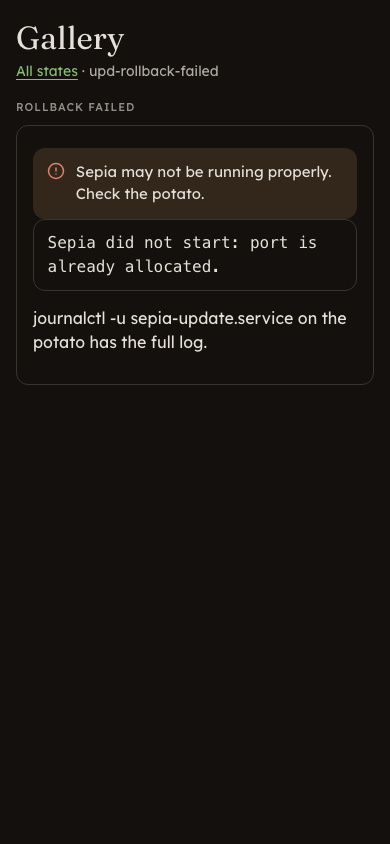 Gallery
All states · upd-rollback-failed
ROLLBACK FAILED
Sepia may not be running properly.
Check the potato.
Sepia did not start: port is
already allocated.
journalctl -u sepia-update.service on the
potato has the full log.